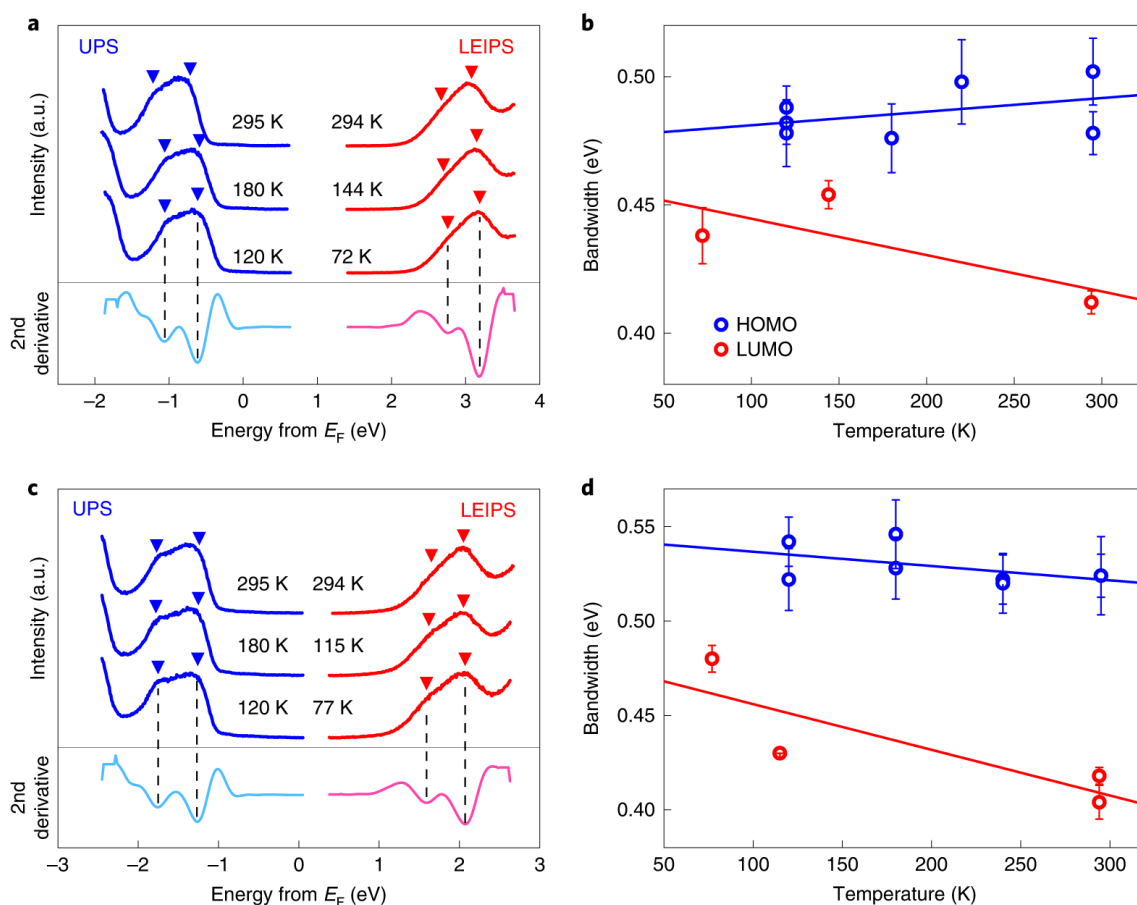 a
UPS
LEIPS
295 K
294 K
180 K
144 K
120 K
72 K
Intensity (a.u.)
2nd
derivative
−2
−1
0
1
2
3
4
Energy from E_F (eV)
b
0.50
0.45
0.40
Bandwidth (eV)
HOMO
LUMO
50
100
150
200
250
300
Temperature (K)
c
UPS
LEIPS
295 K
294 K
180 K
115 K
120 K
77 K
Intensity (a.u.)
2nd
derivative
−3
−2
−1
0
1
2
3
Energy from E_F (eV)
d
0.55
0.50
0.45
0.40
Bandwidth (eV)
50
100
150
200
250
300
Temperature (K)